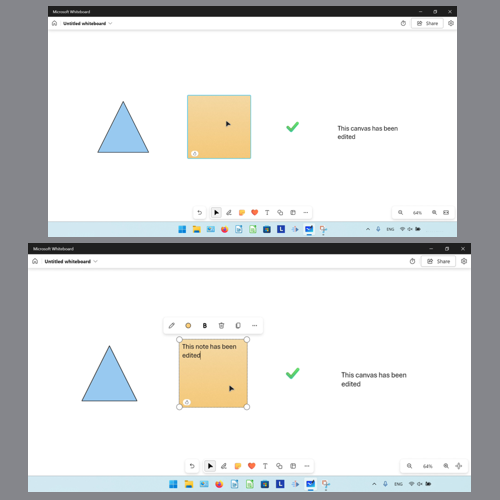 Microsoft Whiteboard
Untitled whiteboard
Share
This canvas has been
edited
64%
ENG
Microsoft Whiteboard
Untitled whiteboard
Share
B
This note has been
edited
This canvas has been
edited
T
64%
ENG